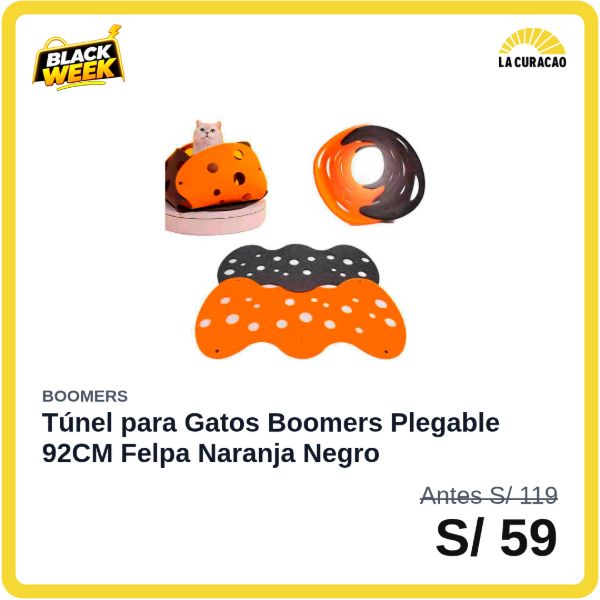 BLACK
WEEK
LA CURACAO
BOOMERS
Túnel para Gatos Boomers Plegable
92CM Felpa Naranja Negro
Antes S/ 119
S/ 59